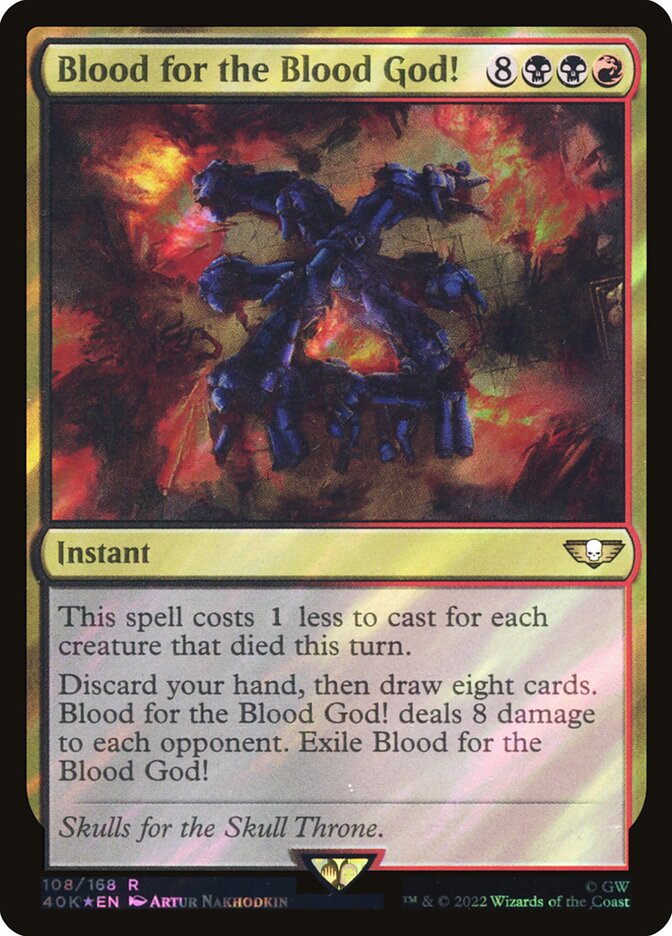 Blood for the Blood God! 8
Instant
This spell costs 1 less to cast for each
creature that died this turn.
Discard your hand, then draw eight cards.
Blood for the Blood God! deals 8 damage
to each opponent. Exile Blood for the
Blood God!
Skulls for the Skull Throne.
108/168 R
© GW
40K★EN Artur Nakhodkin
™ & © 2022 Wizards of the Coast